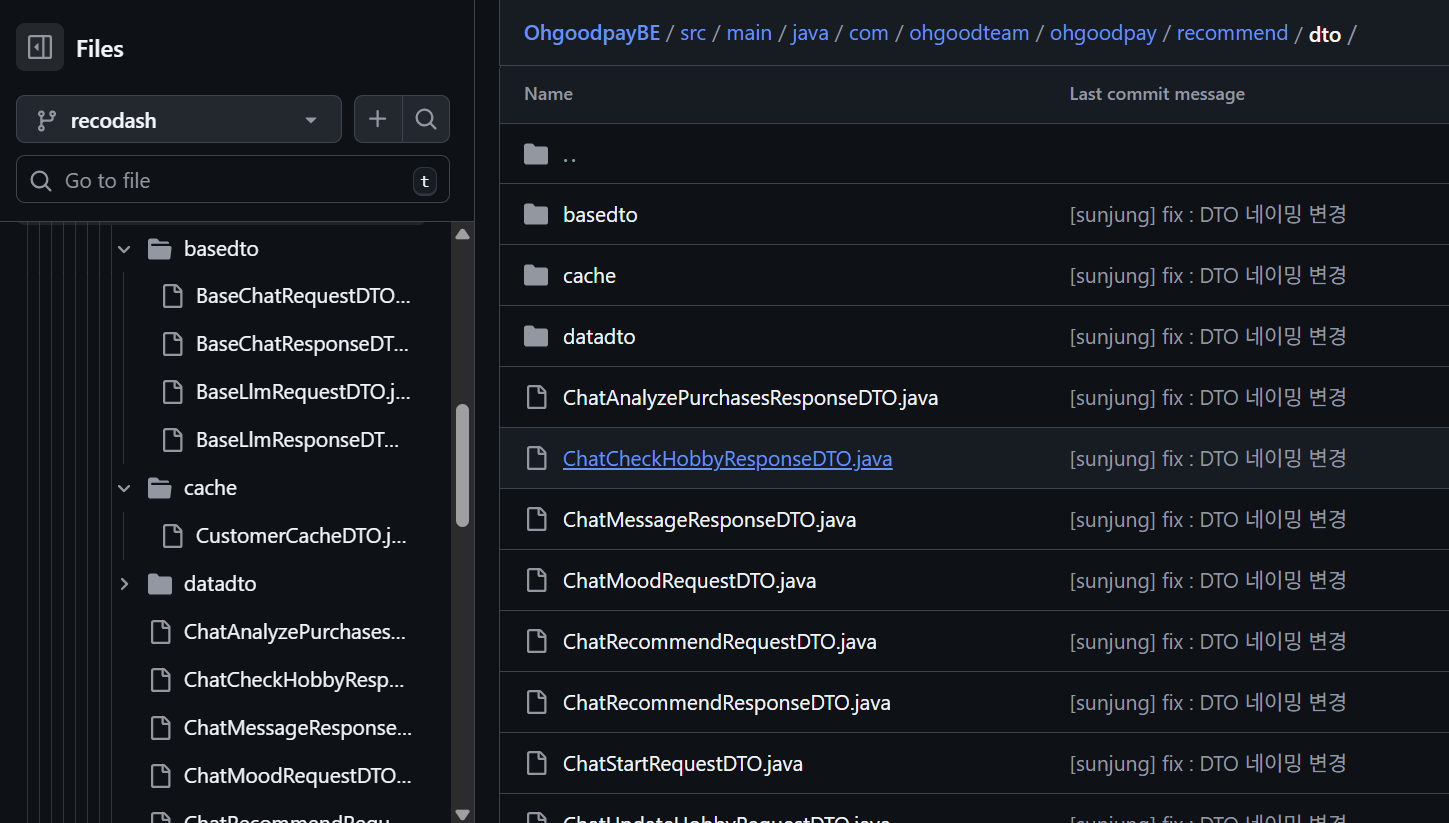 Files
recodash
Go to file
t
basedto
BaseChatRequestDTO...
BaseChatResponseDT...
BaseLlmRequestDTO.j...
BaseLlmResponseDT...
cache
CustomerCacheDTO.j...
datadto
ChatAnalyzePurchases...
ChatCheckHobbyResp...
ChatMessageResponse...
ChatMoodRequestDTO...
OhgoodpayBE / src / main / java / com / ohgoodteam / ohgoodpay / recommend / dto /
Name Last commit message
..
basedto [sunjung] fix : DTO 네이밍 변경
cache [sunjung] fix : DTO 네이밍 변경
datadto [sunjung] fix : DTO 네이밍 변경
ChatAnalyzePurchasesResponseDTO.java [sunjung] fix : DTO 네이밍 변경
ChatCheckHobbyResponseDTO.java [sunjung] fix : DTO 네이밍 변경
ChatMessageResponseDTO.java [sunjung] fix : DTO 네이밍 변경
ChatMoodRequestDTO.java [sunjung] fix : DTO 네이밍 변경
ChatRecommendRequestDTO.java [sunjung] fix : DTO 네이밍 변경
ChatRecommendResponseDTO.java [sunjung] fix : DTO 네이밍 변경
ChatStartRequestDTO.java [sunjung] fix : DTO 네이밍 변경